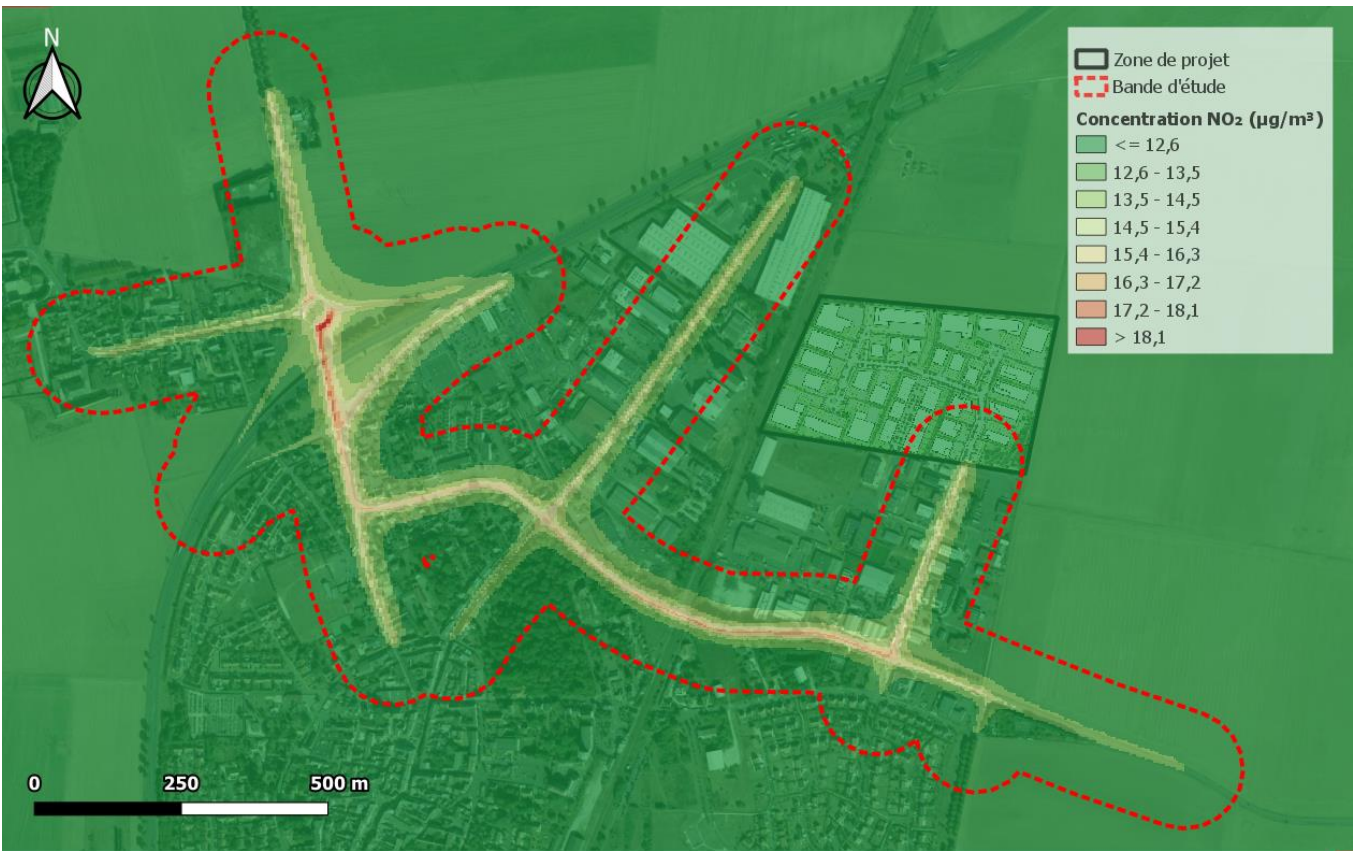 N
Zone de projet
Bande d'étude
Concentration NO₂ (µg/m³)
<= 12,6
12,6 - 13,5
13,5 - 14,5
14,5 - 15,4
15,4 - 16,3
16,3 - 17,2
17,2 - 18,1
> 18,1
0 250 500 m